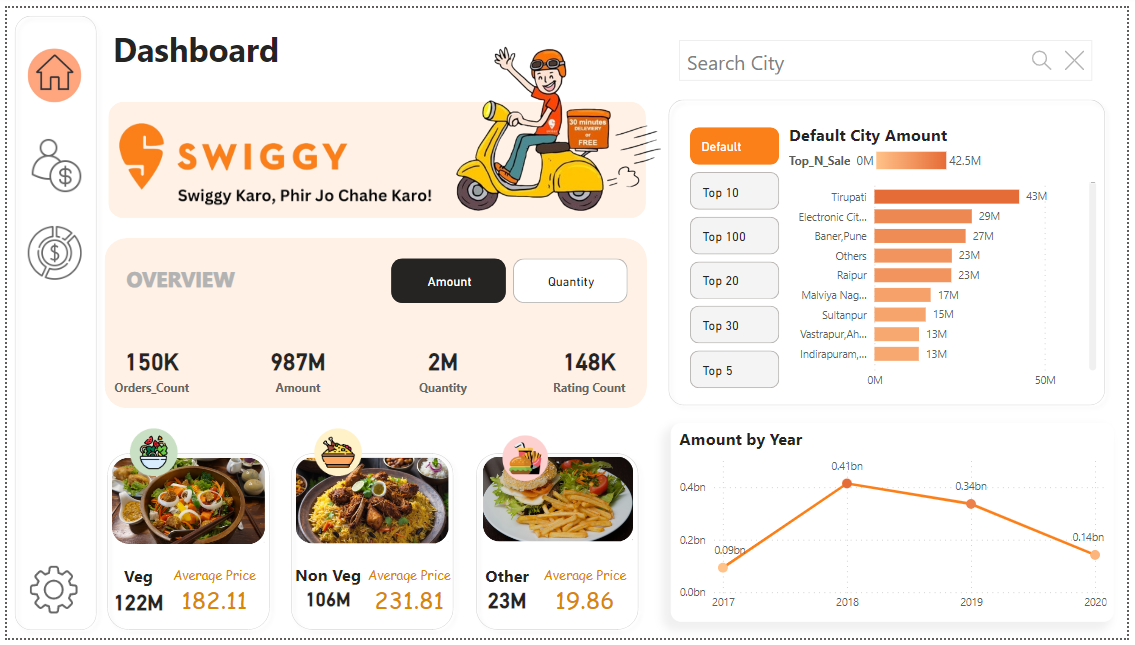 Dashboard
Search City
SWIGGY
Swiggy Karo, Phir Jo Chahe Karo!
30 minutes
DELEVERY
or
FREE
OVERVIEW
Amount
Quantity
150K
Orders_Count
987M
Amount
2M
Quantity
148K
Rating Count
Veg
122M
Average Price
182.11
Non Veg
106M
Average Price
231.81
Other
23M
Average Price
19.86
Default
Top 10
Top 100
Top 20
Top 30
Top 5
Default City Amount
Top_N_Sale 0M 42.5M
Tirupati 43M
Electronic Cit... 29M
Baner,Pune 27M
Others 23M
Raipur 23M
Malviya Nag... 17M
Sultanpur 15M
Vastrapur,Ah... 13M
Indirapuram,... 13M
0M 50M
Amount by Year
0.4bn
0.2bn
0.0bn
0.09bn
0.41bn
0.34bn
0.14bn
2017 2018 2019 2020